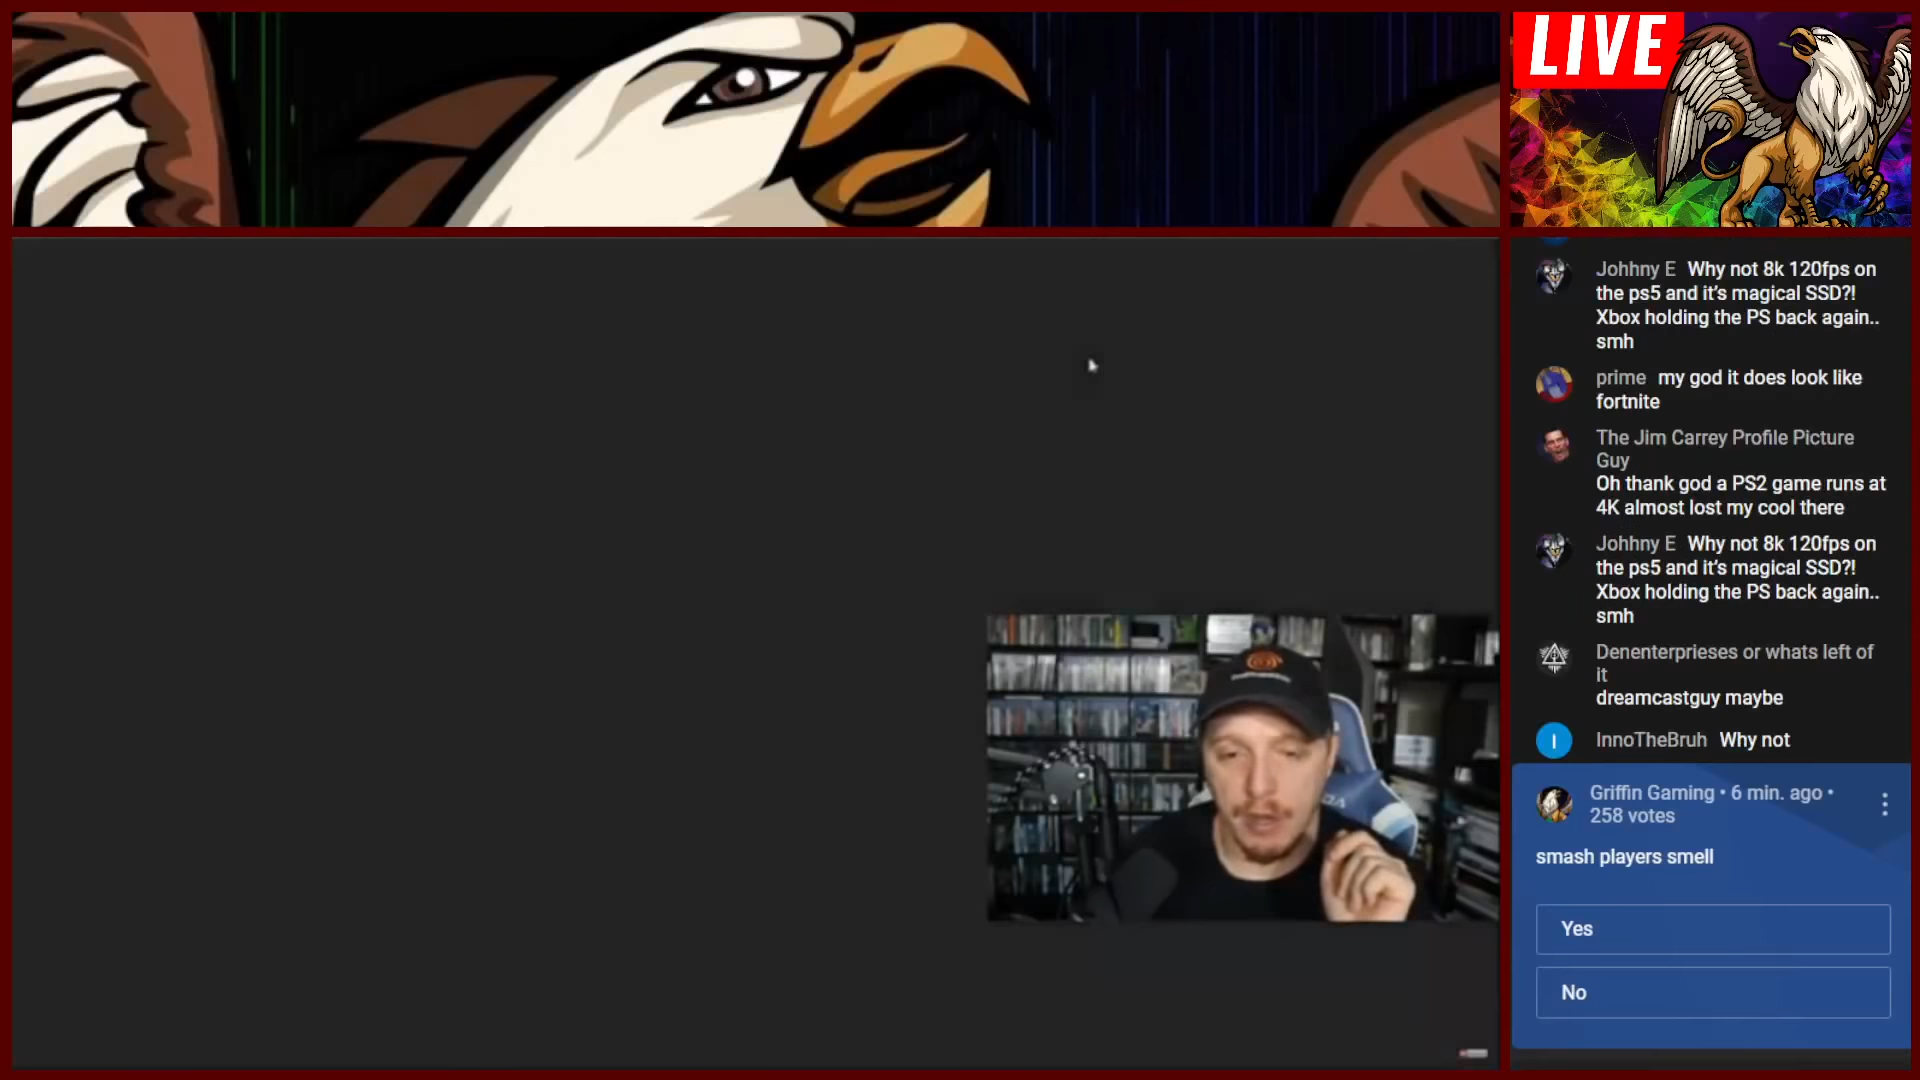 LIVE
Johhny E Why not 8k 120fps on
the ps5 and it's magical SSD?!
Xbox holding the PS back again..
smh
prime my god it does look like
fortnite
The Jim Carrey Profile Picture
Guy
Oh thank god a PS2 game runs at
4K almost lost my cool there
Johhny E Why not 8k 120fps on
the ps5 and it's magical SSD?!
Xbox holding the PS back again..
smh
Denenterprieses or whats left of
it
dreamcastguy maybe
I InnoTheBruh Why not
Griffin Gaming • 6 min. ago •
258 votes
smash players smell
Yes
No